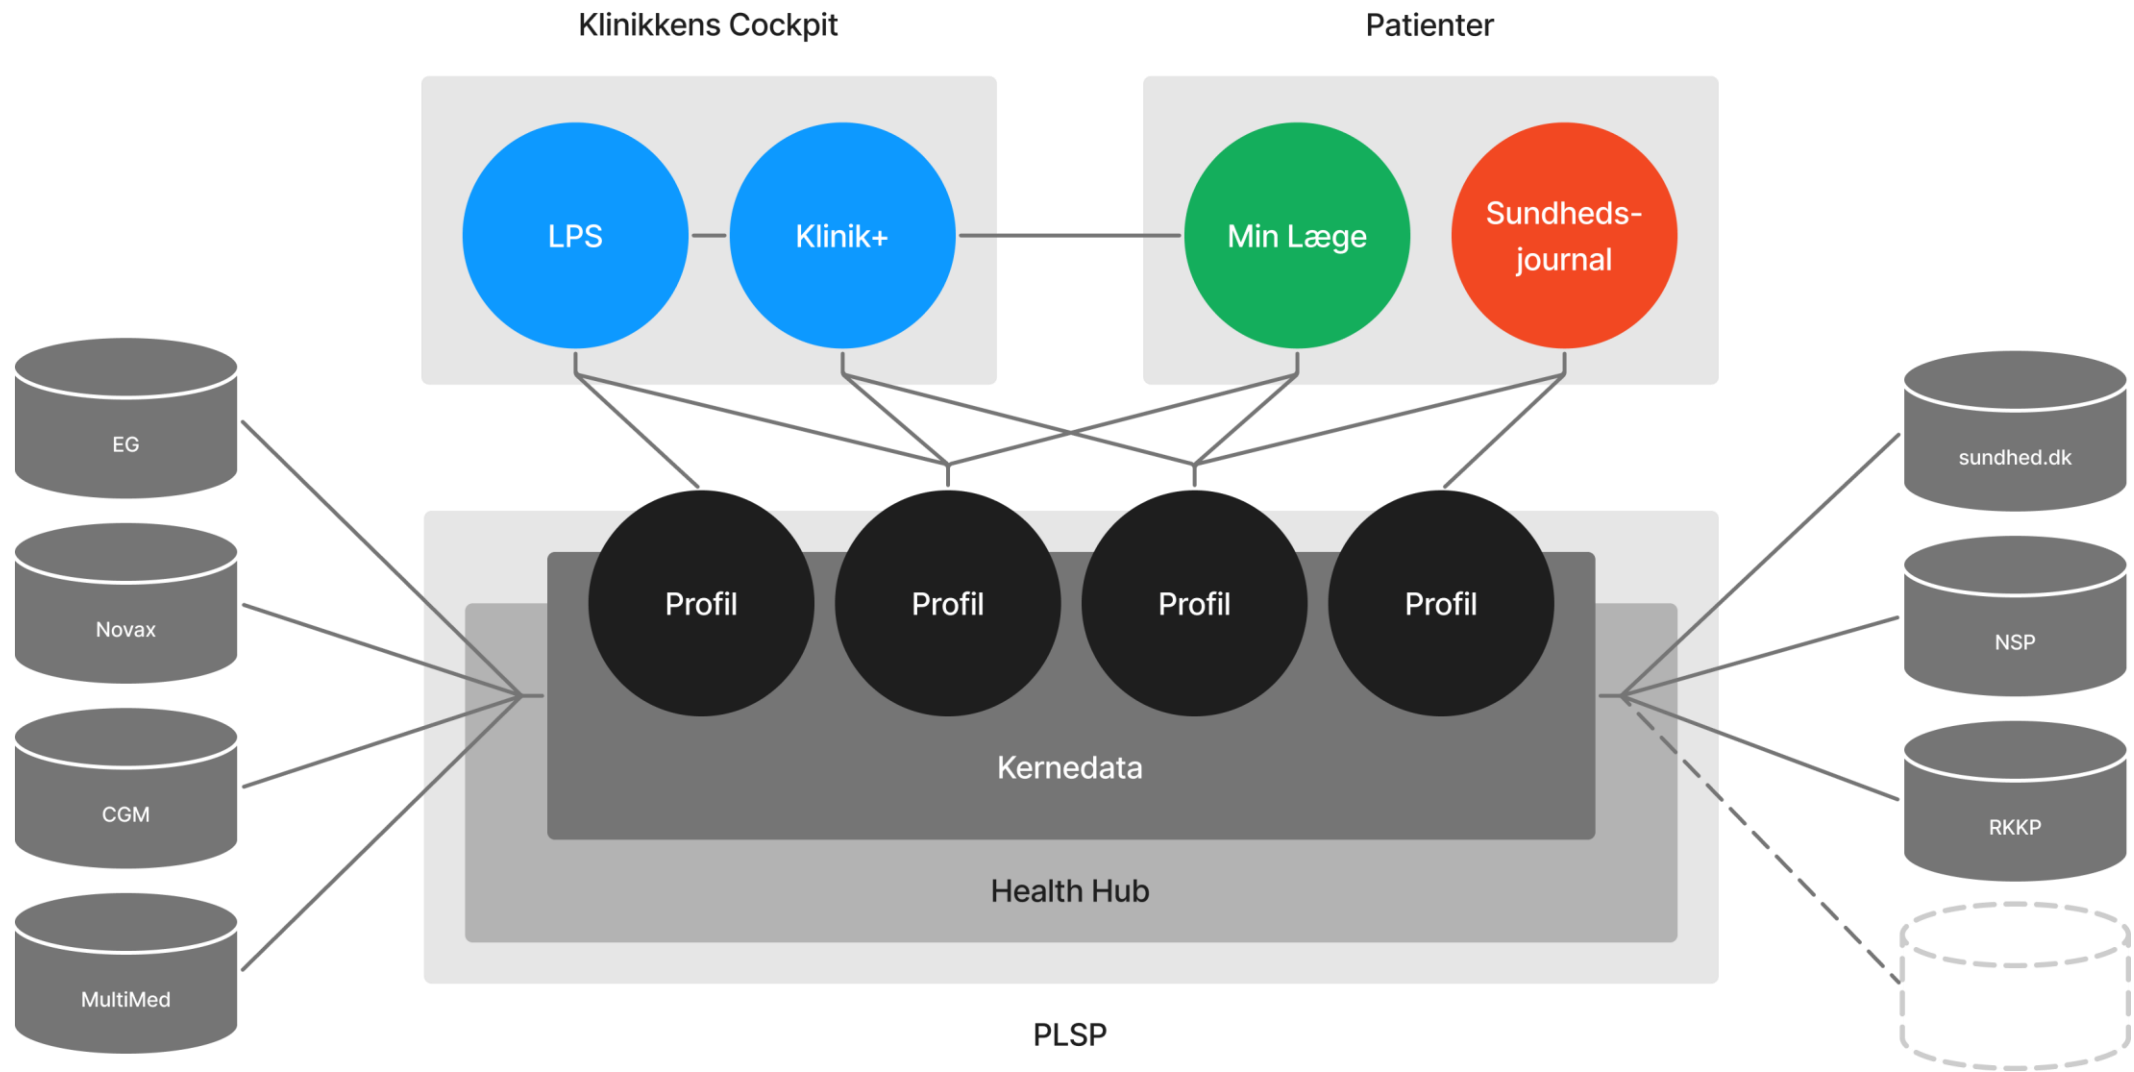 Klinikkens Cockpit
Patienter
LPS
Klinik+
Min Læge
Sundheds-
journal
EG
Novax
CGM
MultiMed
Profil
Profil
Profil
Profil
Kernedata
Health Hub
PLSP
sundhed.dk
NSP
RKKP